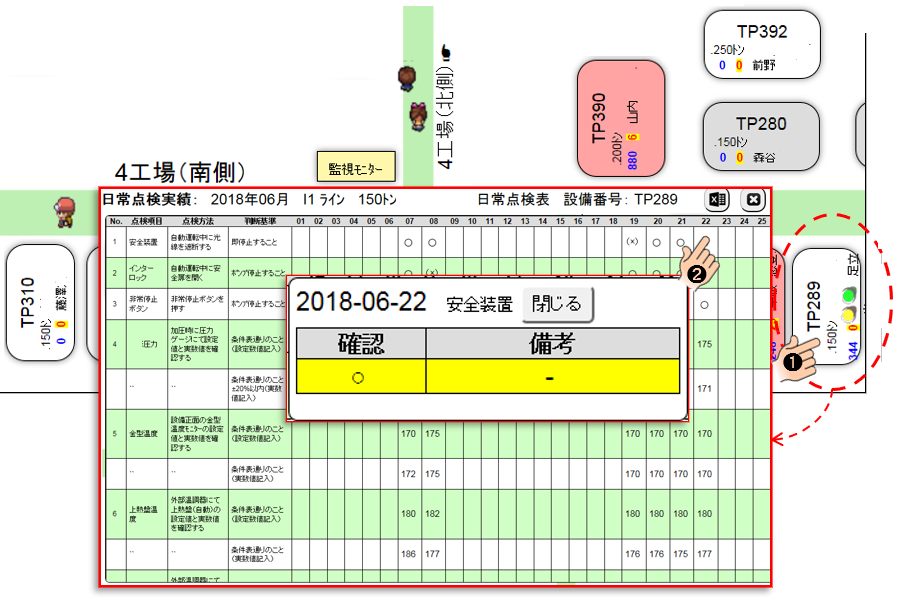 TP392
.250トン
0 0 前野
TP390
.200トン 山内
880 6
TP280
.150トン
0 0 森谷
4工場(北側)
4工場(南側)
監視モニター
TP310
.150トン
0 0
TP289
.150トン 足立
344 0
日常点検実績: 2018年06月 I1ライン 150トン 日常点検表 設備番号: TP289
No. 点検項目 点検方法 判断基準 01 02 03 04 05 06 07 08 09 10 11 12 13 14 15 16 17 18 19 20 21 22 23 24 25
1 安全装置 自動運転中に光線を遮断する 即停止すること ○ ○ (×) ○ ○
2 インターロック 自動運転中に安全扉を開く ポンプ停止すること
3 非常停止ボタン 非常停止ボタンを押す ポンプ停止すること ○
4 圧力 加圧時に圧力ゲージにて設定値と実数値を確認する 条件表通りのこと(設定数値記入) 175
.. .. 条件表通りのこと±20%以内(実数値記入) 171
5 金型温度 設備正面の金型温度モニターの設定値と実数値を確認する 条件表通りのこと(設定数値記入) 170 175 170 170 170 170
.. .. 条件表通りのこと(実数値記入) 172 175 170 170 170 170
6 上熱盤温度 外部温調器にて上熱盤(自動)の設定値と実数値を確認する 条件表通りのこと(設定数値記入) 180 182 180 180 180 180
.. .. 条件表通りのこと(実数値記入) 186 177 176 176 175 177
外部温調器にて
2018-06-22 安全装置 閉じる
確認 備考
○ -
1
2